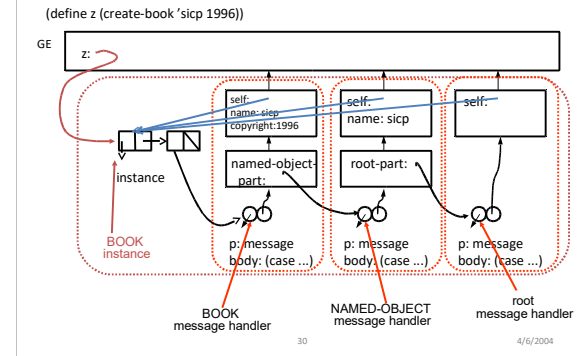 (define z (create-book 'sicp 1996))
GE
z:
self:
name: sicp
copyright:1996
self:
name: sicp
self:
instance
named-object-
part:
root-part:
BOOK
instance
p: message
body: (case ...)
p: message
body: (case ...)
p: message
body: (case ...)
BOOK
message handler
NAMED-OBJECT
message handler
root
message handler
30
4/6/2004